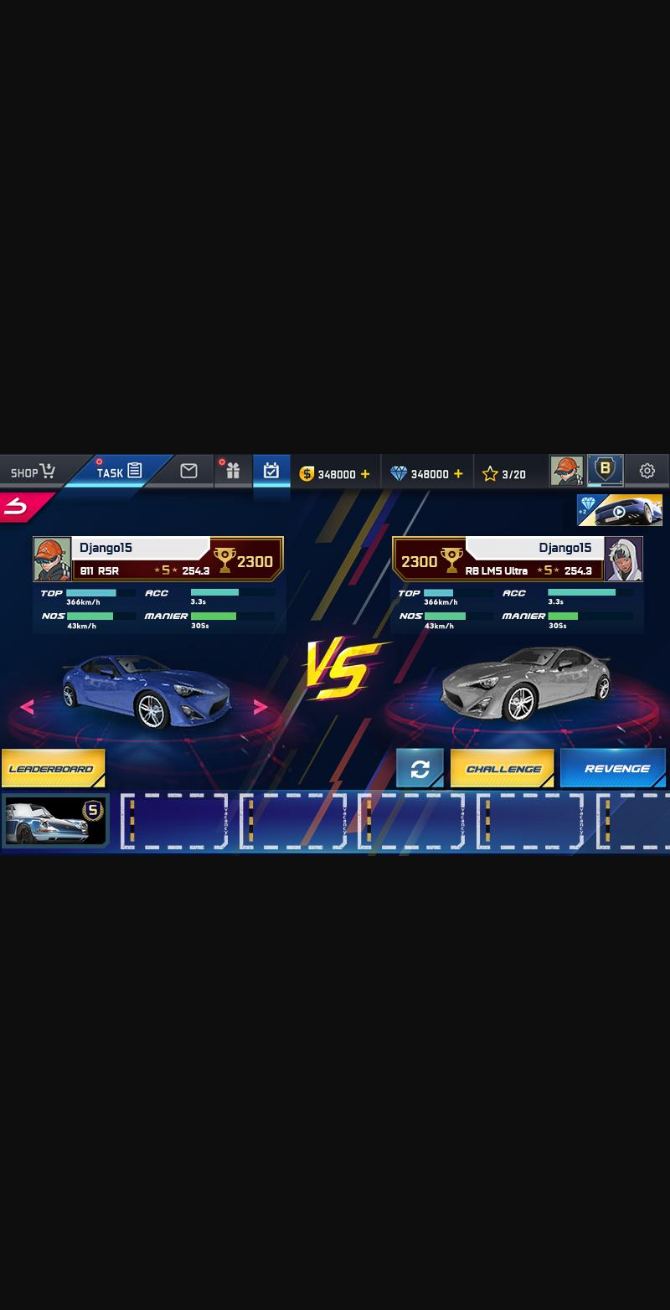 SHOP
TASK
348000 +
348000 +
3/20
B
+2
Django15
911 RSR
5
254.3
2300
TOP
366km/h
ACC
3.3s
NOS
43km/h
MANIER
305s
2300
Django15
R8 LMS Ultra
5
254.3
TOP
366km/h
ACC
3.3s
NOS
43km/h
MANIER
305s
VS
LEADERBOARD
CHALLENGE
REVENGE
5